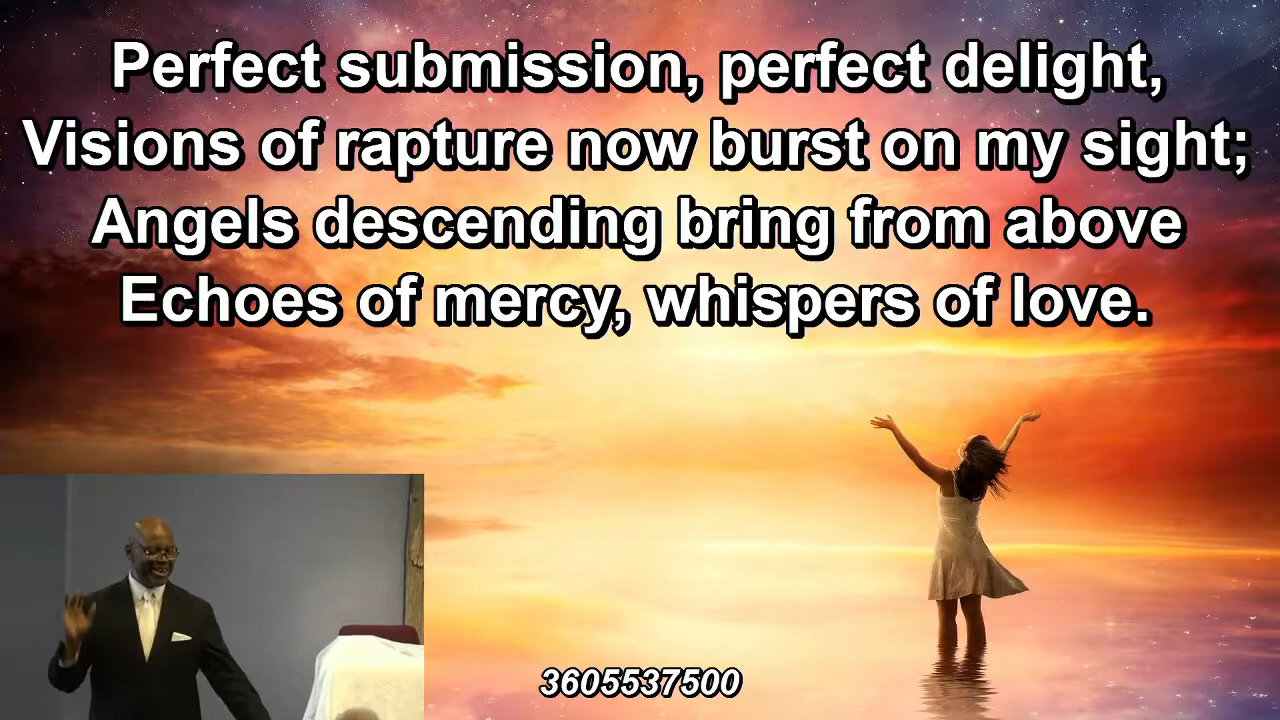 Perfect submission, perfect delight,
Visions of rapture now burst on my sight;
Angels descending bring from above
Echoes of mercy, whispers of love.
3605537500